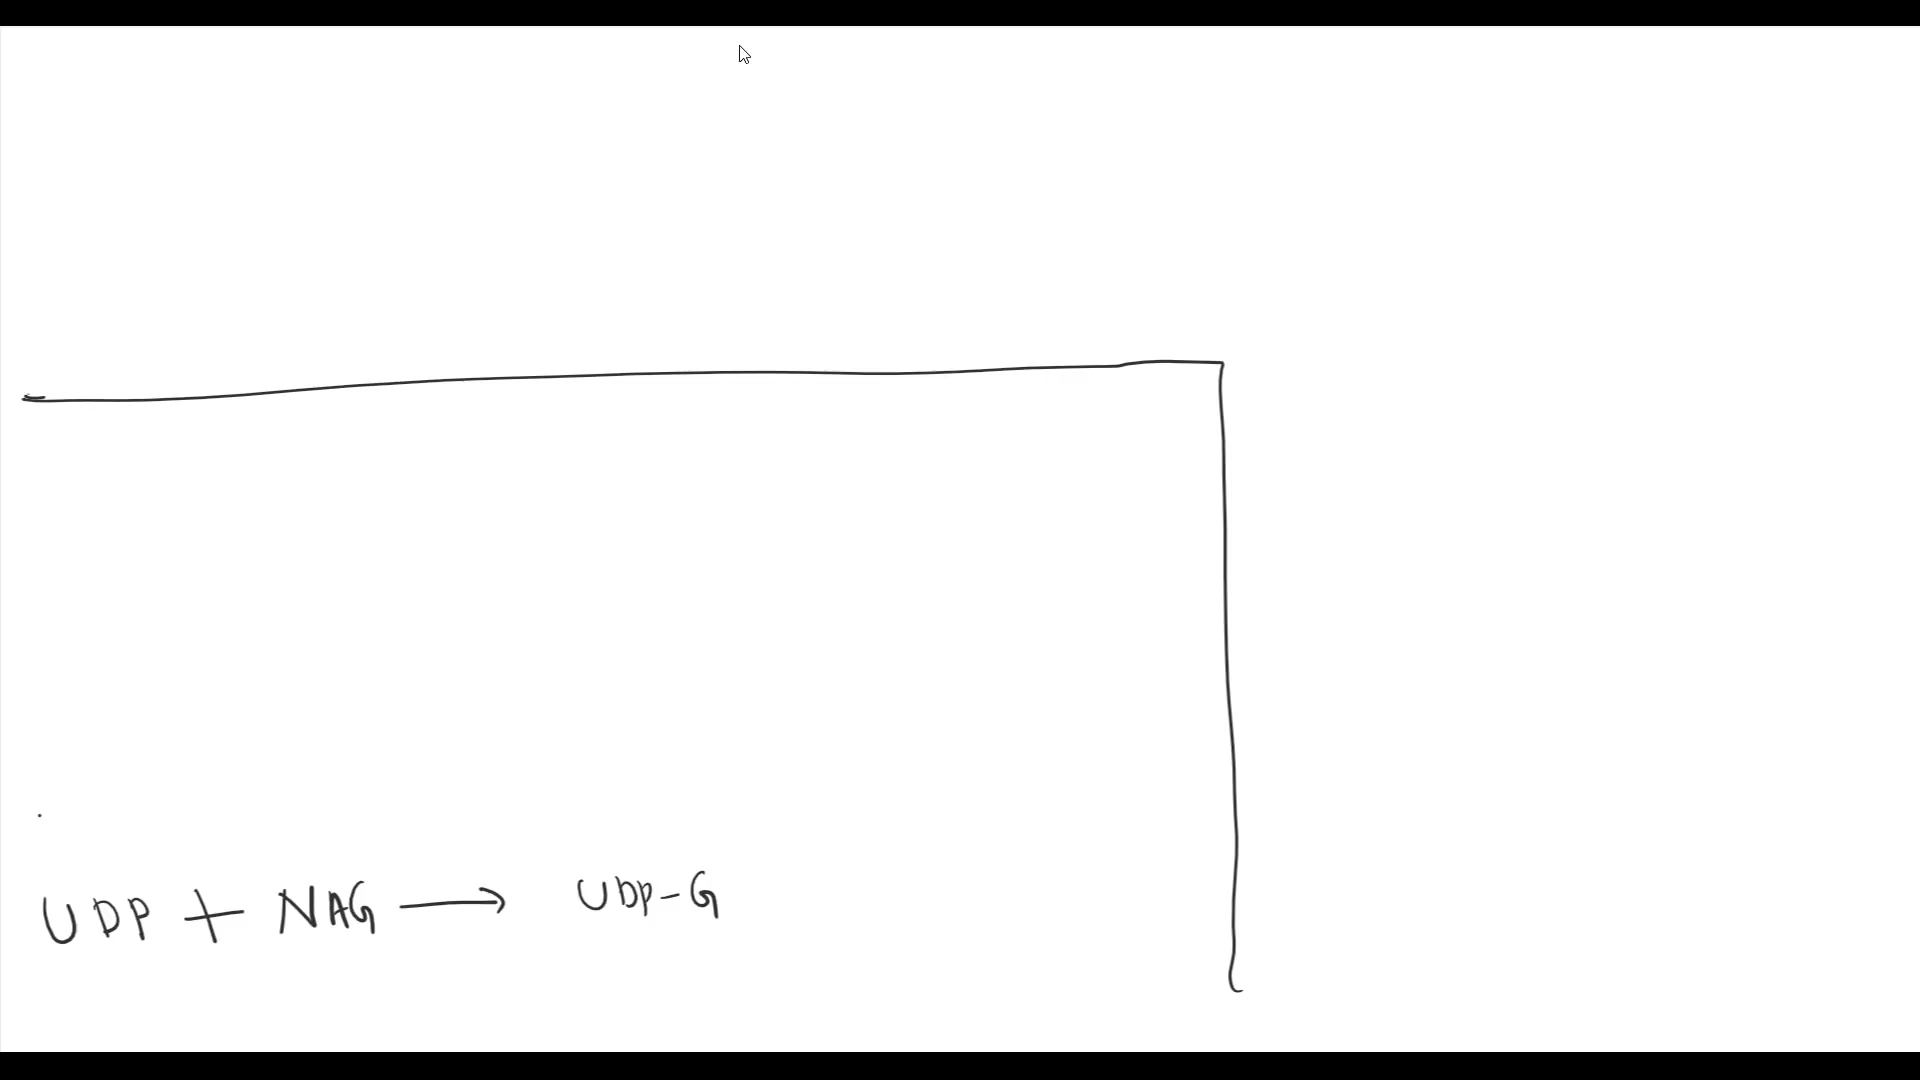 UDP + NAG → UDP-G